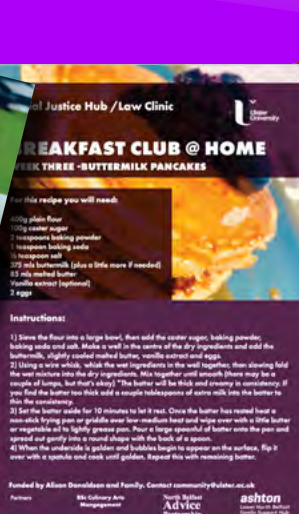 Justice Hub / Law Clinic
Ulster
University
BREAKFAST CLUB @ HOME
WEEK THREE -BUTTERMILK PANCAKES
For this recipe you will need:
400g plain flour
100g caster sugar
2 teaspoons baking powder
1 teaspoon baking soda
½ teaspoon salt
375 mls buttermilk (plus a little more if needed)
85 mls melted butter
Vanilla extract (optional)
2 eggs
Instructions:
1) Sieve the flour into a large bowl, then add the caster sugar, baking powder,
baking soda and salt. Make a well in the centre of the dry ingredients and add the
buttermilk, slightly cooled melted butter, vanilla extract and eggs.
2) Using a wire whisk, whisk the wet ingredients in the well together, then slowing fold
the wet mixture into the dry ingredients. Mix together until smooth (there may be a
couple of lumps, but that's okay) *The batter will be thick and creamy in consistency. If
you find the batter too thick add a couple tablespoons of extra milk into the batter to
thin the consistency.
3) Set the batter aside for 10 minutes to let it rest. Once the batter has rested heat a
non-stick frying pan or griddle over low-medium heat and wipe over with a little butter
or vegetable oil to lightly grease pan. Pour a large spoonful of batter onto the pan and
spread out gently into a round shape with the back of a spoon.
4) When the underside is golden and bubbles begin to appear on the surface, flip it
over with a spatula and cook until golden. Repeat this with remaining batter.
Funded by Alison Donaldson and Family. Contact community@ulster.ac.uk
Partners
BSc Culinary Arts
Mangagement
North Belfast
Advice
Partnership
ashton
Lower North Belfast
Family Support Hub